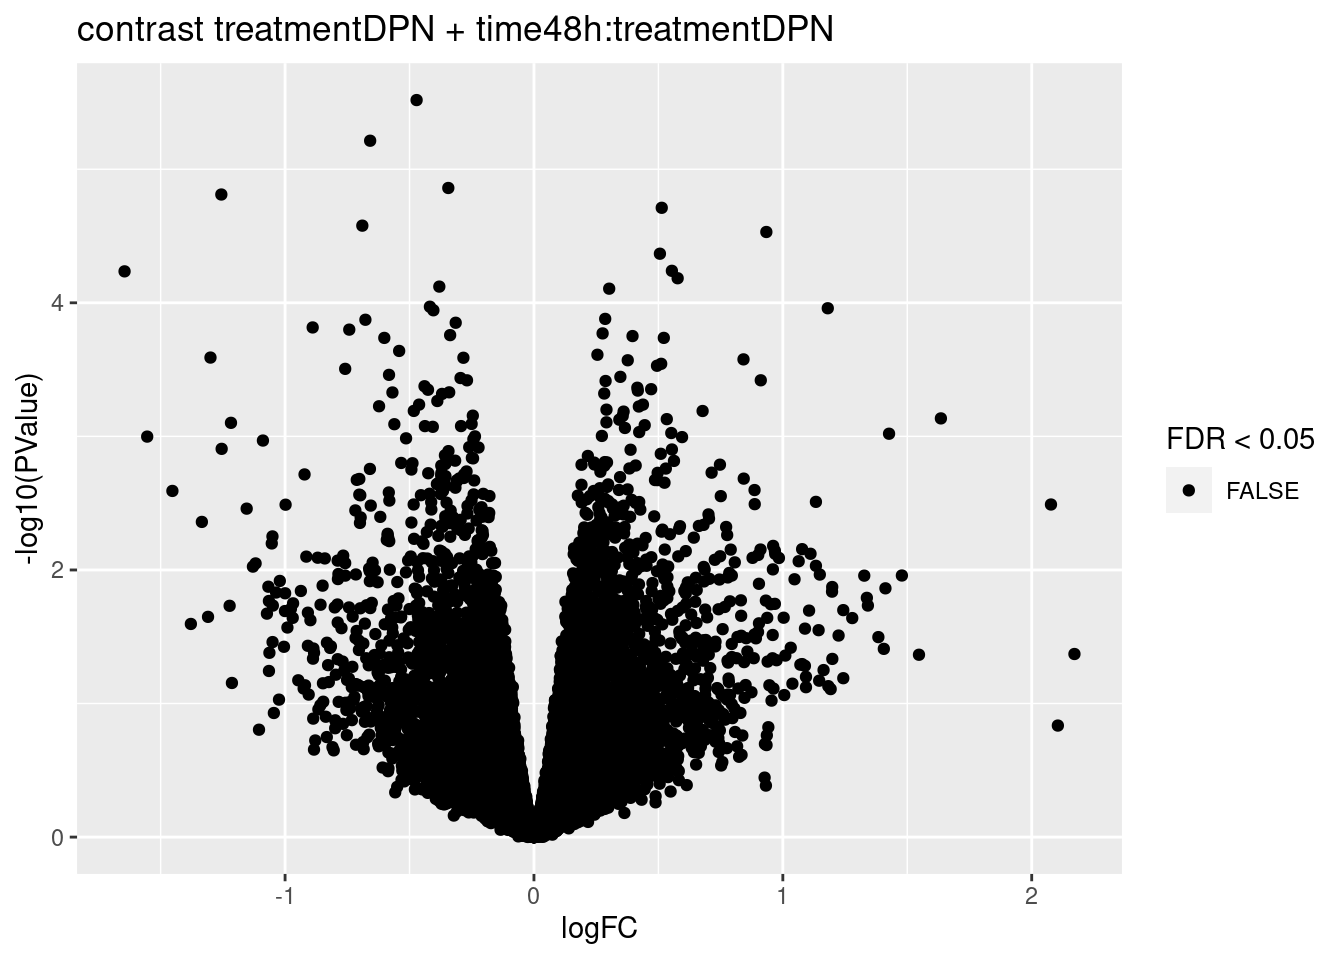 contrast treatmentDPN + time48h:treatmentDPN
-log10(PValue)
4
2
0
-1
0
1
2
logFC
FDR < 0.05
FALSE